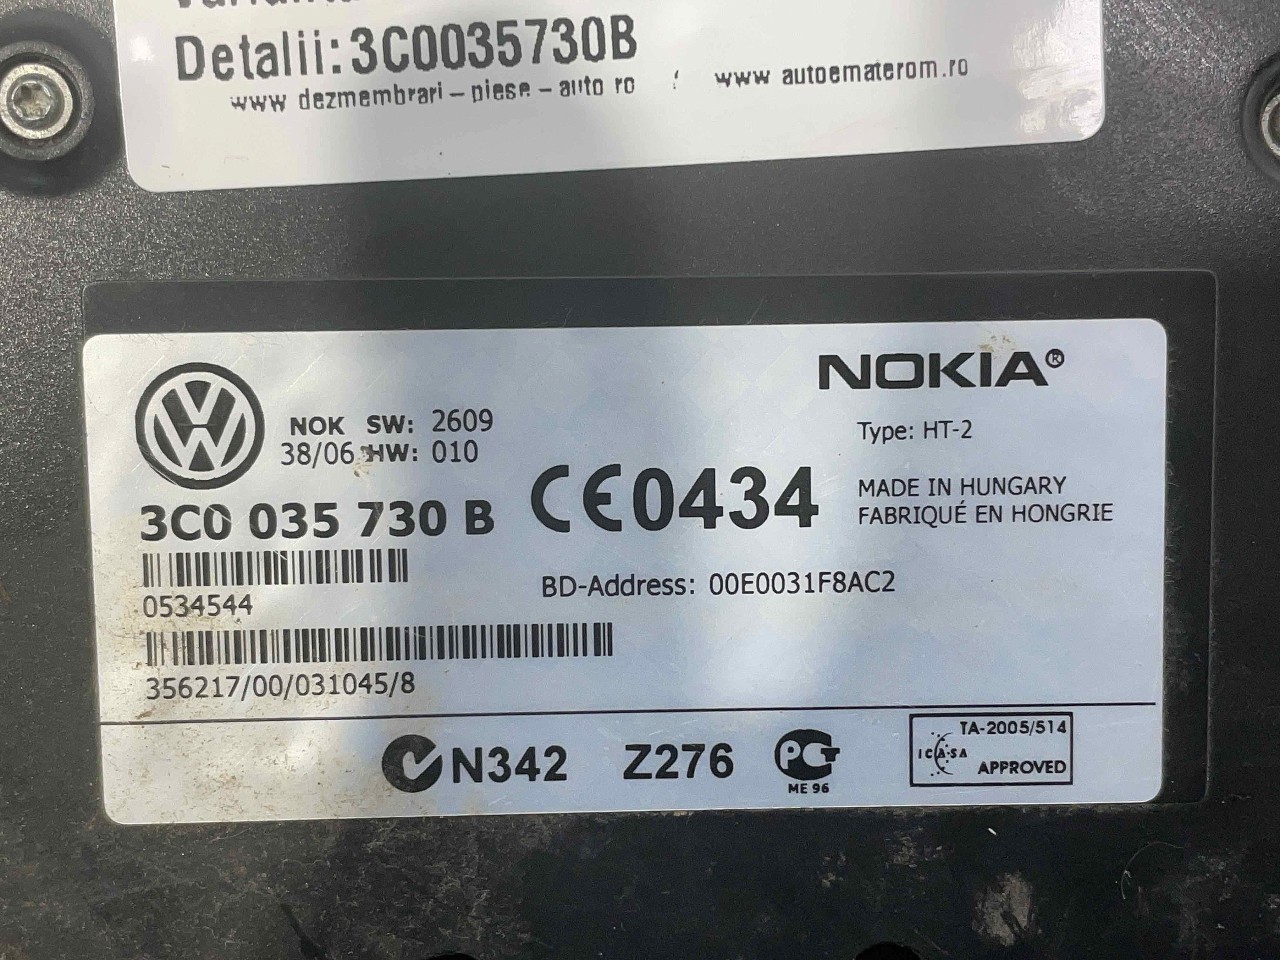 Detalii:3C0035730B
www dezmembrari-piese-auto ro ! www autoematerom.ro
NOKIA®
NOK SW: 2609
38/06 HW: 010
Type: HT-2
3C0 035 730 B
CE0434
MADE IN HUNGARY
FABRIQUÉ EN HONGRIE
0534544
BD-Address: 00E0031F8AC2
356217/00/031045/8
N342 Z276
PCT
ME 96
TA-2005/514
ICASA
APPROVED